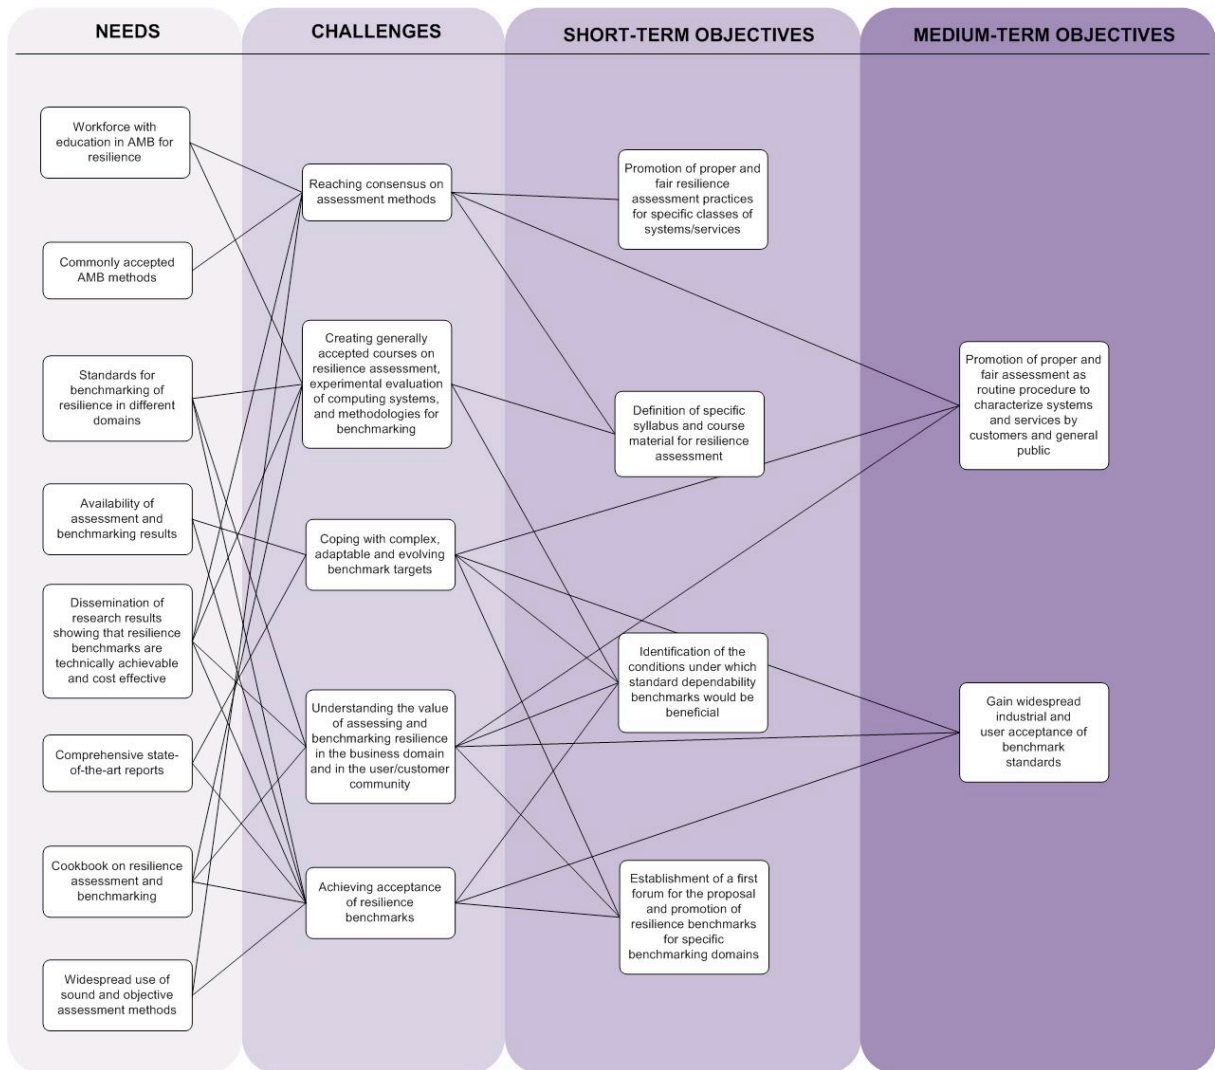 NEEDS
CHALLENGES
SHORT-TERM OBJECTIVES
MEDIUM-TERM OBJECTIVES
Workforce with
education in AMB for
resilience
Commonly accepted
AMB methods
Standards for
benchmarking of
resilience in different
domains
Availability of
assessment and
benchmarking results
Dissemination of
research results
showing that resilience
benchmarks are
technically achievable
and cost effective
Comprehensive state-
of-the-art reports
Cookbook on resilience
assessment and
benchmarking
Widespread use of
sound and objective
assessment methods
Reaching consensus on
assessment methods
Creating generally
accepted courses on
resilience assessment,
experimental evaluation
of computing systems,
and methodologies for
benchmarking
Coping with complex,
adaptable and evolving
benchmark targets
Understanding the value
of assessing and
benchmarking resilience
in the business domain
and in the user/customer
community
Achieving acceptance
of resilience
benchmarks
Promotion of proper and
fair resilience
assessment practices
for specific classes of
systems/services
Definition of specific
syllabus and course
material for resilience
assessment
Identification of the
conditions under which
standard dependability
benchmarks would be
beneficial
Establishment of a first
forum for the proposal
and promotion of
resilience benchmarks
for specific
benchmarking domains
Promotion of proper and
fair assessment as
routine procedure to
characterize systems
and services by
customers and general
public
Gain widespread
industrial and
user acceptance of
benchmark
standards